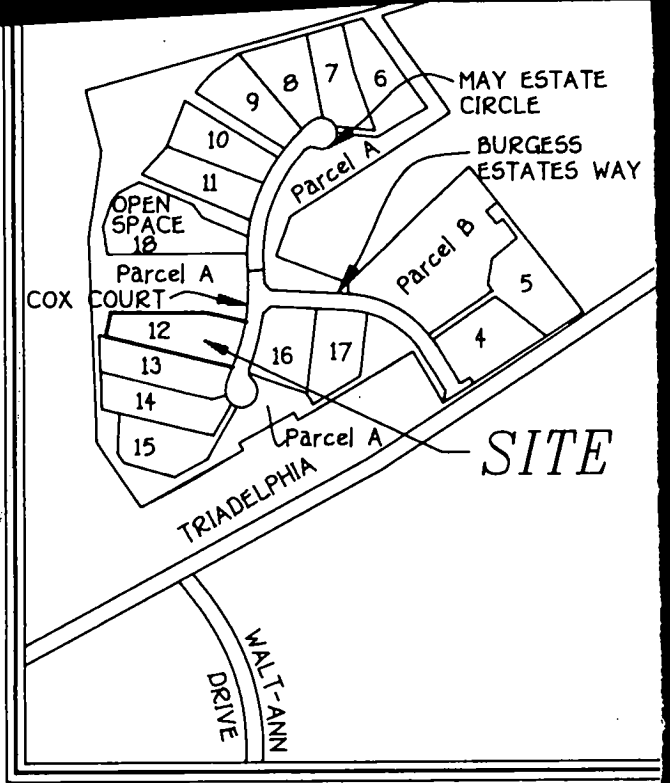 7
8
6
9
MAY ESTATE
CIRCLE
10
BURGESS
ESTATES WAY
Parcel A
11
OPEN
SPACE
18
Parcel B
Parcel A
5
COX COURT
12
4
16
17
13
14
Parcel A
15
SITE
TRIADELPHIA
WALT-ANN
DRIVE